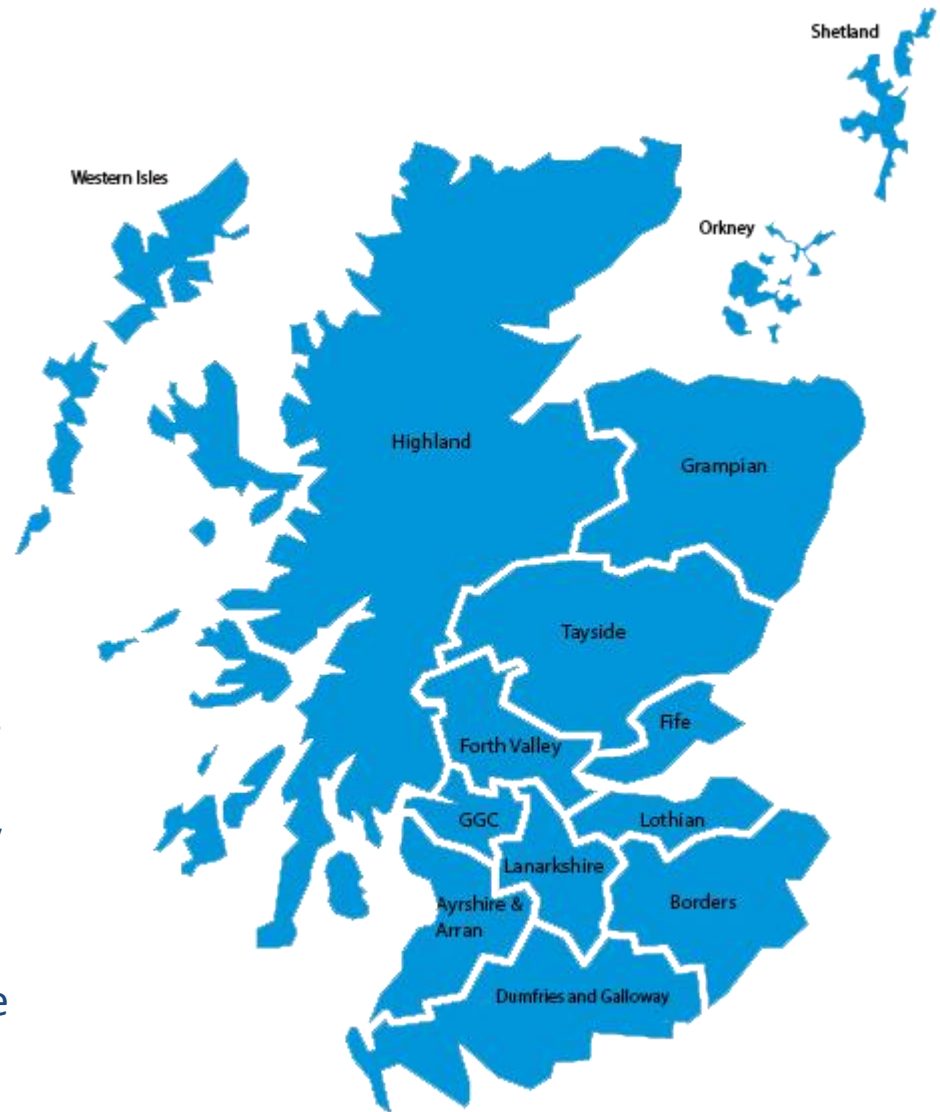 Shetland
Western Isles
Orkney
Highland
Grampian
Tayside
Fife
Forth Valley
GGC
Lothian
Lanarkshire
Ayrshire &
Arran
Borders
Dumfries and Galloway